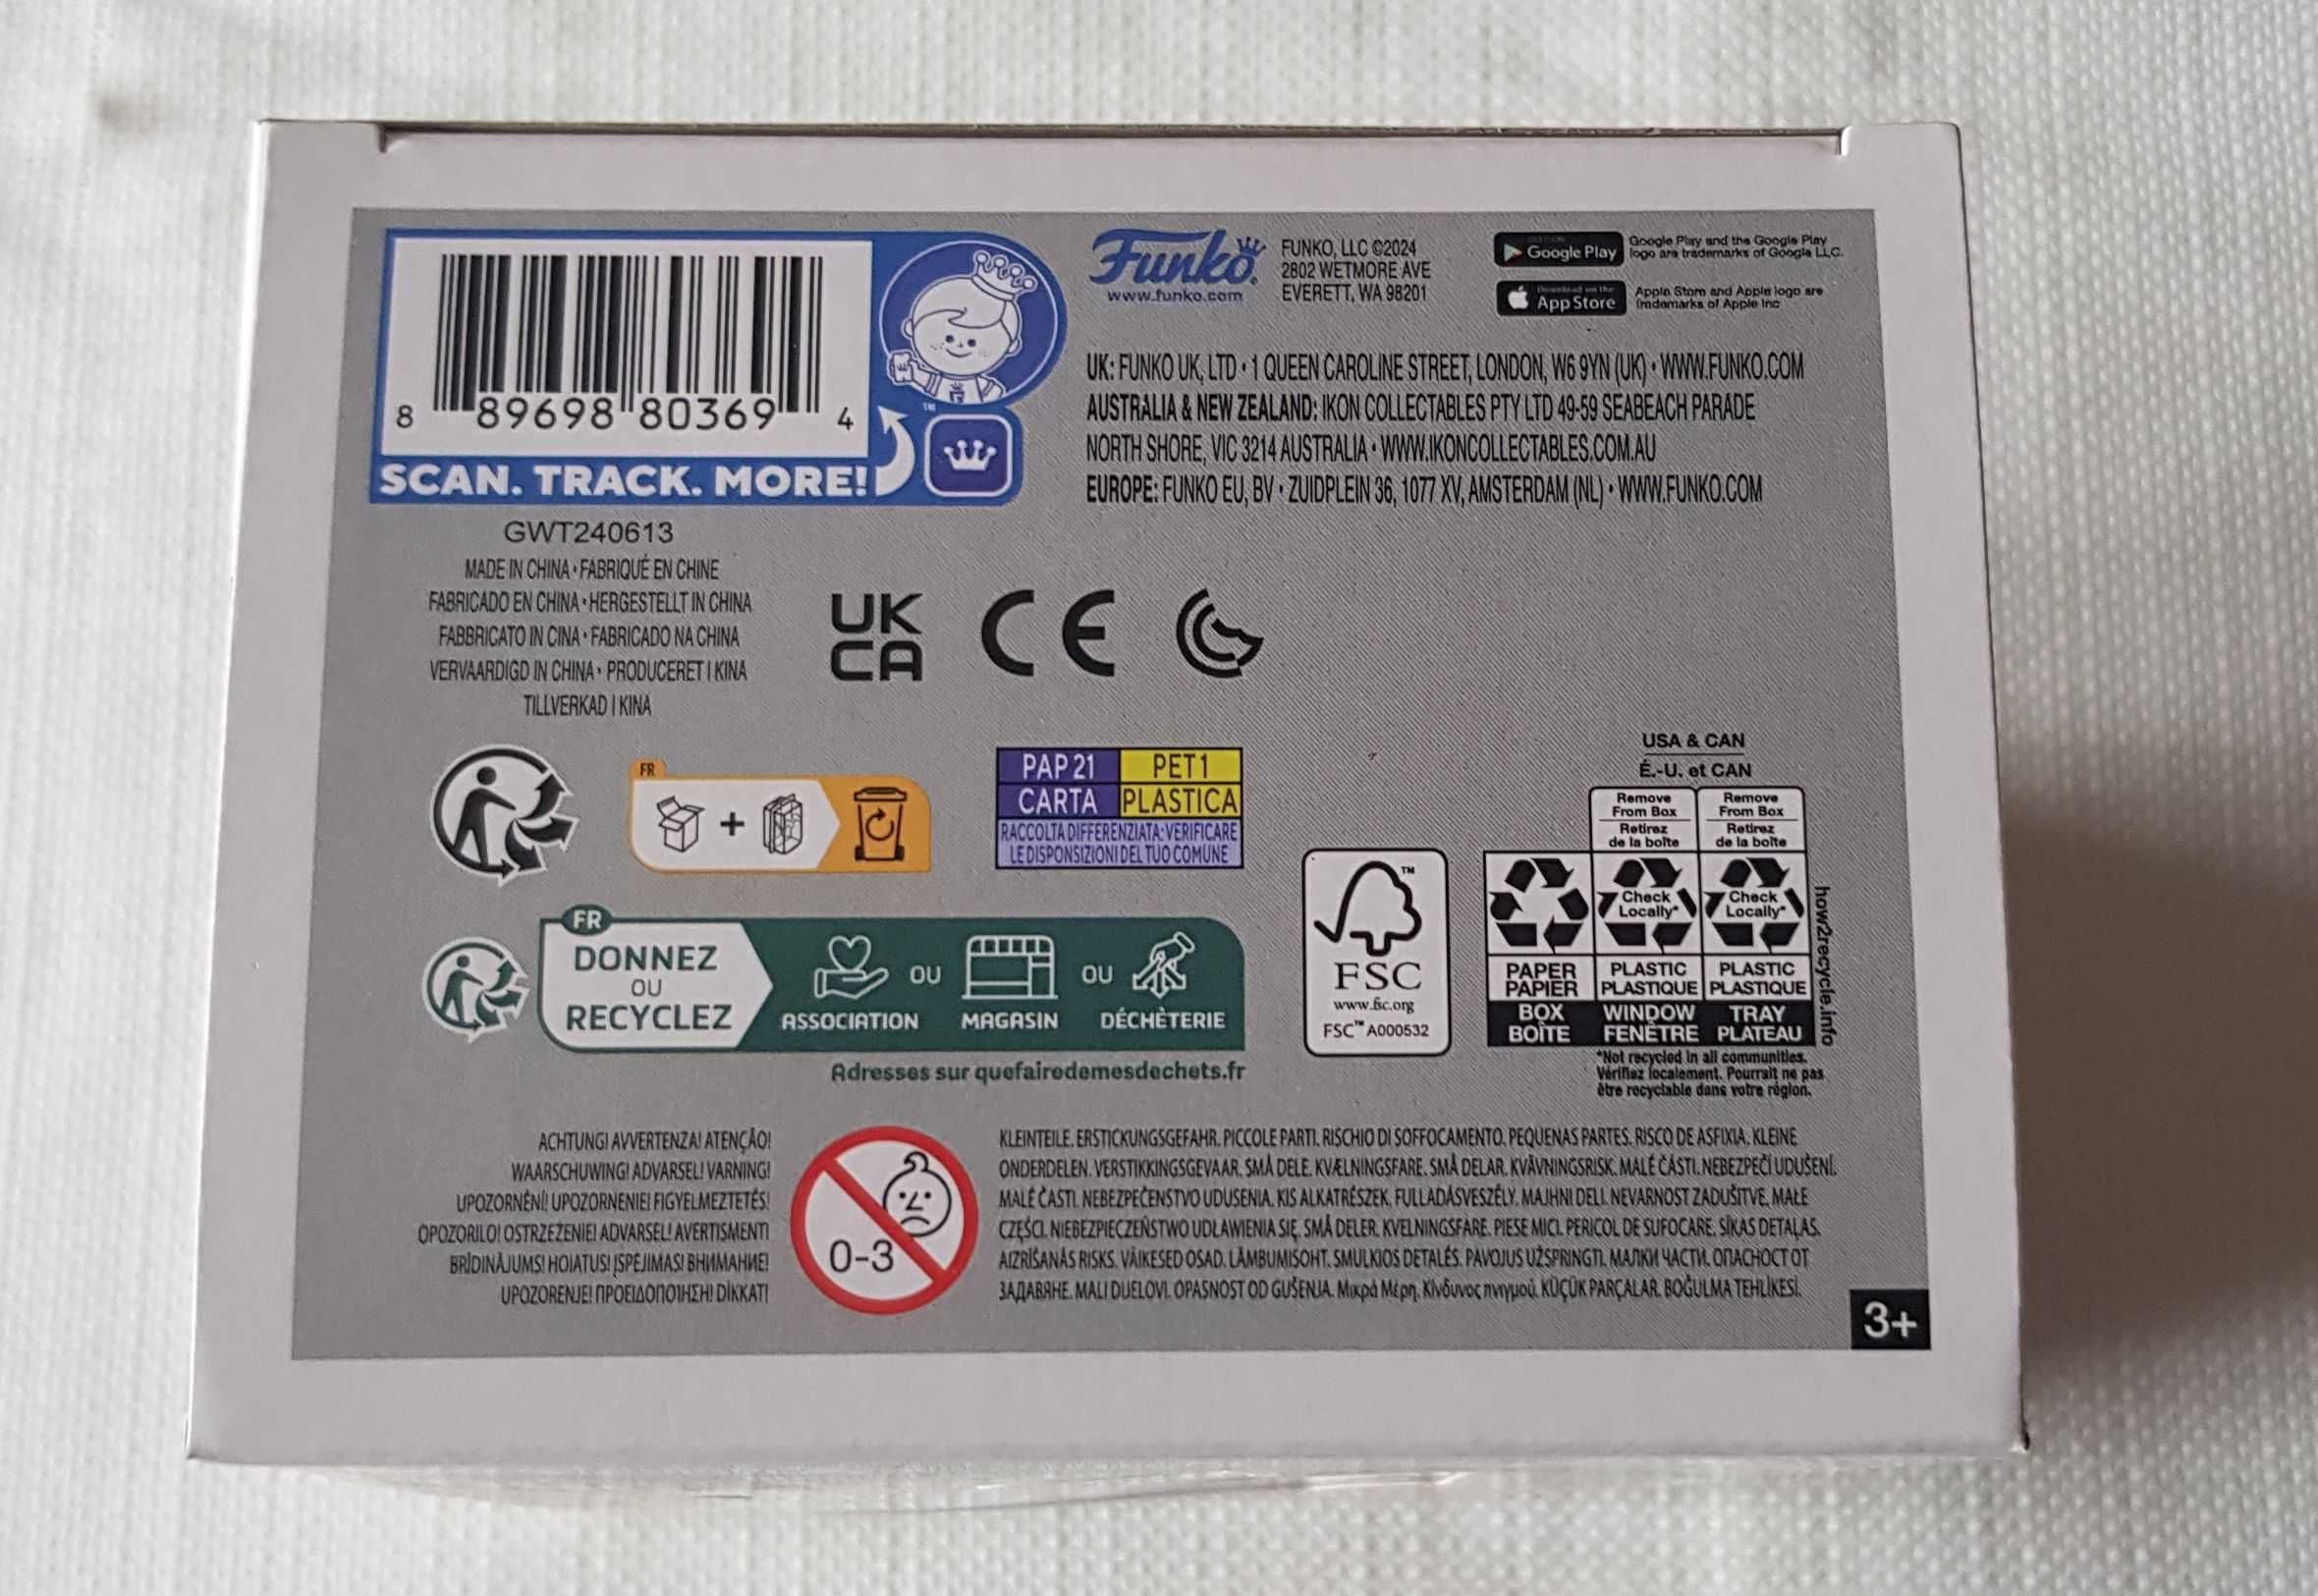 8 89698 80369 4
SCAN. TRACK. MORE!
TM
Funko
www.funko.com
FUNKO, LLC ©2024
2802 WETMORE AVE
EVERETT, WA 98201
Google Play
Google Play and the Google Play
logo are trademarks of Google LLC.
Download on the
App Store
Apple Store and Apple logo are
trademarks of Apple Inc
UK: FUNKO UK, LTD • 1 QUEEN CAROLINE STREET, LONDON, W6 9YN (UK) • WWW.FUNKO.COM
AUSTRALIA & NEW ZEALAND: IKON COLLECTABLES PTY LTD 49-59 SEABEACH PARADE
NORTH SHORE, VIC 3214 AUSTRALIA • WWW.IKONCOLLECTABLES.COM.AU
EUROPE: FUNKO EU, BV • ZUIDPLEIN 36, 1077 XV, AMSTERDAM (NL) • WWW.FUNKO.COM
GWT240613
MADE IN CHINA • FABRIQUÉ EN CHINE
FABRICADO EN CHINA • HERGESTELLT IN CHINA
FABBRICATO IN CINA • FABRICADO NA CHINA
VERVAARDIGD IN CHINA • PRODUCERET I KINA
TILLVERKAD I KINA
UK
CA
CE
FR
PAP 21 PET 1
CARTA PLASTICA
RACCOLTA DIFFERENZIATA: VERIFICARE
LE DISPONSIZIONI DEL TUO COMUNE
FR
DONNEZ
OU
RECYCLEZ
ASSOCIATION
OU
MAGASIN
OU
DÉCHÈTERIE
Adresses sur quefairedemesdechets.fr
TM
FSC
www.fsc.org
FSC™ A000532
USA & CAN
É.-U. et CAN
Remove
From Box
Retirez
de la boîte
Remove
From Box
Retirez
de la boîte
Check
Locally*
Check
Locally*
PAPER
PAPIER
PLASTIC
PLASTIQUE
PLASTIC
PLASTIQUE
BOX
BOÎTE
WINDOW
FENÊTRE
TRAY
PLATEAU
how2recycle.info
*Not recycled in all communities.
Vérifiez localement. Pourrait ne pas
être recyclable dans votre région.
ACHTUNG! AVVERTENZA! ATENÇÃO!
WAARSCHUWING! ADVARSEL! VARNING!
UPOZORNĚNÍ! UPOZORNENIE! FIGYELMEZTETÉS!
OPOZORILO! OSTRZEŻENIE! ADVARSEL! AVERTISMENT!
BRĪDINĀJUMS! HOIATUS! ĮSPĖJIMAS! ВНИМАНИЕ!
UPOZORENJE! ΠΡΟΕΙΔΟΠΟΙΗΣΗ! DİKKAT!
0-3
KLEINTEILE. ERSTICKUNGSGEFAHR. PICCOLE PARTI. RISCHIO DI SOFFOCAMENTO. PEQUENAS PARTES. RISCO DE ASFIXIA. KLEINE
ONDERDELEN. VERSTIKKINGSGEVAAR. SMÅ DELE. KVÆLNINGSFARE. SMÅ DELAR. KVÄVNINGSRISK. MALÉ ČÁSTI. NEBEZPEČÍ UDUŠENÍ.
MALÉ ČASTI. NEBEZPEČENSTVO UDUSENIA. KIS ALKATRÉSZEK. FULLADÁSVESZÉLY. MAJHNI DELI. NEVARNOST ZADUŠITVE. MAŁE
CZĘŚCI. NIEBEZPIECZEŃSTWO UDŁAWIENIA SIĘ. SMÅ DELER. KVELNINGSFARE. PIESE MICI. PERICOL DE SUFOCARE. SĪKAS DETAĻAS.
AIZRĪŠANĀS RISKS. VÄIKESED OSAD. LÄMBUMISOHT. SMULKIOS DETALĖS. PAVOJUS UŽSPRINGTI. МАЛКИ ЧАСТИ. ОПАСНОСТ ОТ
ЗАДАВЯНЕ. MALI DIJELOVI. OPASNOST OD GUŠENJA. Μικρά Μέρη. Κίνδυνος πνιγμού. KÜÇÜK PARÇALAR. BOĞULMA TEHLİKESİ.
3+